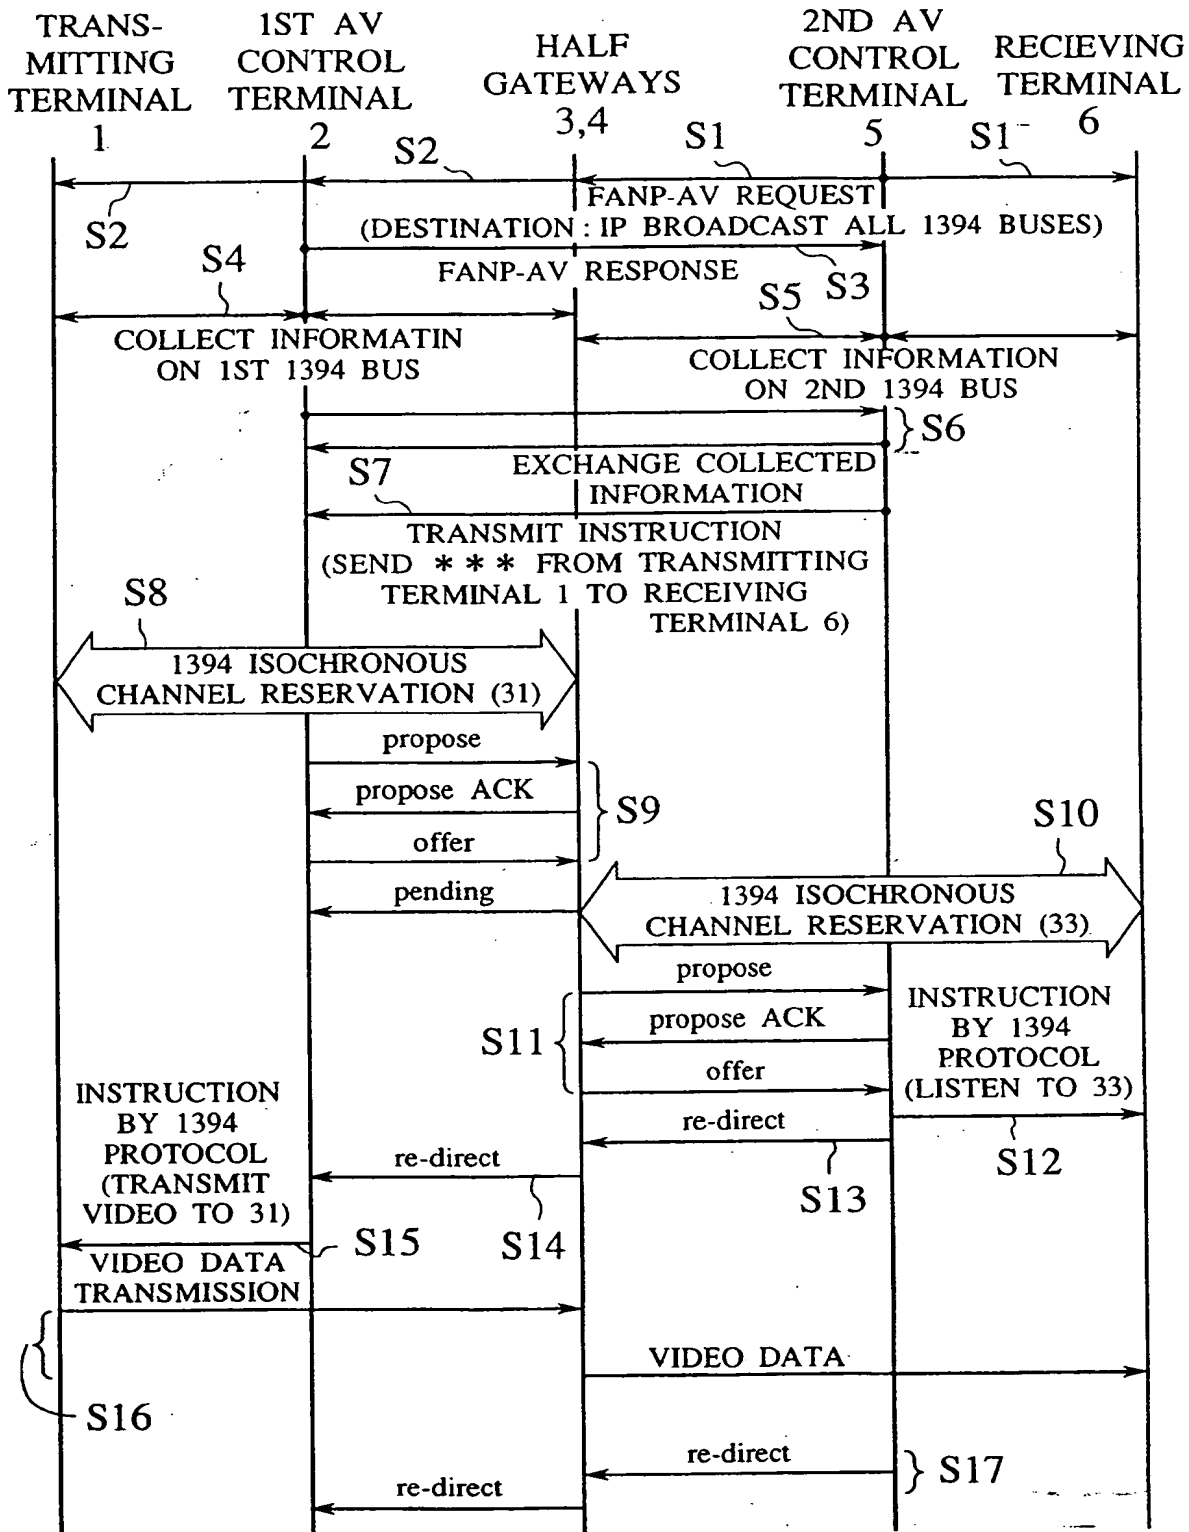 TRANS-
MITTING
TERMINAL
1
1ST AV
CONTROL
TERMINAL
2
HALF
GATEWAYS
3,4
2ND AV
CONTROL
TERMINAL
5
RECIEVING
TERMINAL
6
S2
S1
S1
S2
FANP-AV REQUEST
(DESTINATION : IP BROADCAST ALL 1394 BUSES)
S4
FANP-AV RESPONSE
S3
S5
COLLECT INFORMATIN
ON 1ST 1394 BUS
COLLECT INFORMATION
ON 2ND 1394 BUS
S6
S7
EXCHANGE COLLECTED
INFORMATION
TRANSMIT INSTRUCTION
(SEND * * * FROM TRANSMITTING
TERMINAL 1 TO RECEIVING
TERMINAL 6)
S8
1394 ISOCHRONOUS
CHANNEL RESERVATION (31)
propose
propose ACK
S9
offer
S10
pending
1394 ISOCHRONOUS
CHANNEL RESERVATION (33)
propose
propose ACK
S11
offer
INSTRUCTION
BY 1394
PROTOCOL
(LISTEN TO 33)
S12
re-direct
S13
INSTRUCTION
BY 1394
PROTOCOL
(TRANSMIT
VIDEO TO 31)
re-direct
S14
S15
VIDEO DATA
TRANSMISSION
VIDEO DATA
S16
re-direct
S17
re-direct